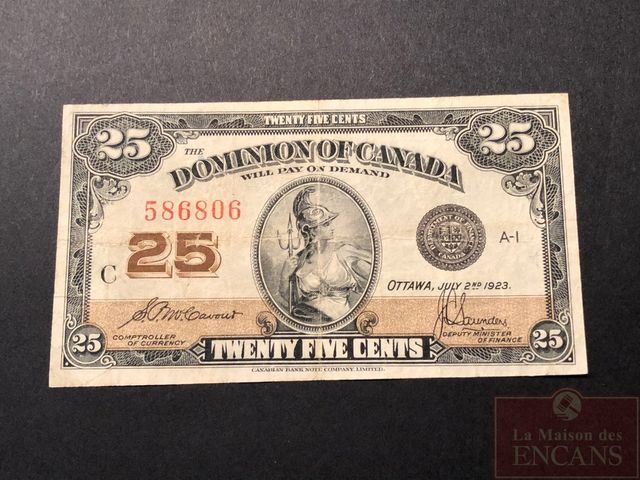 TWENTY FIVE CENTS
25
25
THE
DOMINION OF CANADA
WILL PAY ON DEMAND
586806
C 25
A-1
OTTAWA, JULY 2ND 1923.
COMPTROLLER
OF CURRENCY
J.C. Saunders
DEPUTY MINISTER
OF FINANCE
25
TWENTY FIVE CENTS
25
CANADIAN BANK NOTE COMPANY, LIMITED.
La Maison des
ENCANS